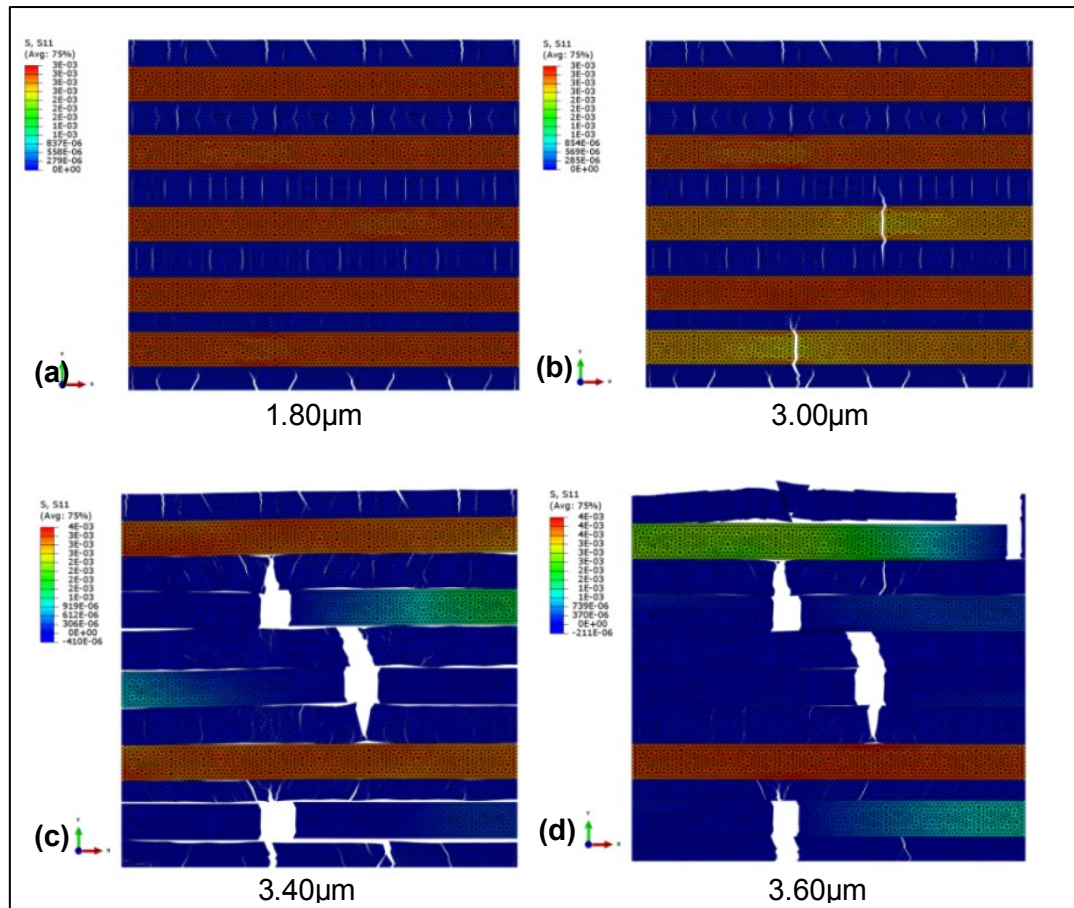 S, S11
(Avg: 75%)
3E-03
3E-03
3E-03
2E-03
2E-03
2E-03
2E-03
1E-03
1E-03
837E-06
558E-06
279E-06
0E+00
(a)
Y
X
1.80µm
S, S11
(Avg: 75%)
3E-03
3E-03
3E-03
3E-03
2E-03
2E-03
2E-03
1E-03
1E-03
854E-06
569E-06
285E-06
0E+00
(b)
Y
X
3.00µm
S, S11
(Avg: 75%)
4E-03
3E-03
3E-03
3E-03
2E-03
2E-03
2E-03
1E-03
919E-06
612E-06
306E-06
0E+00
-410E-06
(c)
Y
X
3.40µm
S, S11
(Avg: 75%)
4E-03
4E-03
4E-03
3E-03
3E-03
2E-03
2E-03
1E-03
1E-03
739E-06
370E-06
0E+00
-211E-06
(d)
Y
X
3.60µm